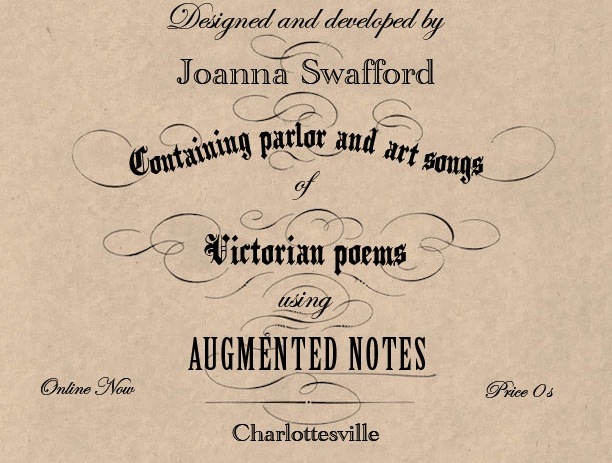 Designed and developed by
Joanna Swafford
Containing parlor and art songs
of
Victorian poems
using
AUGMENTED NOTES
Online Now
Price 0s
Charlottesville